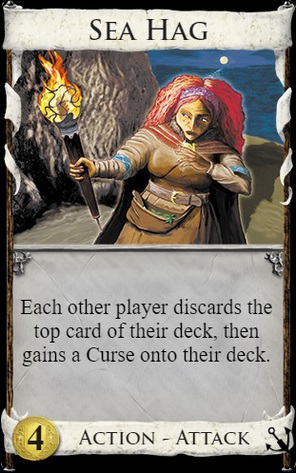 Sea Hag
Each other player discards the
top card of their deck, then
gains a Curse onto their deck.
4
Action - Attack